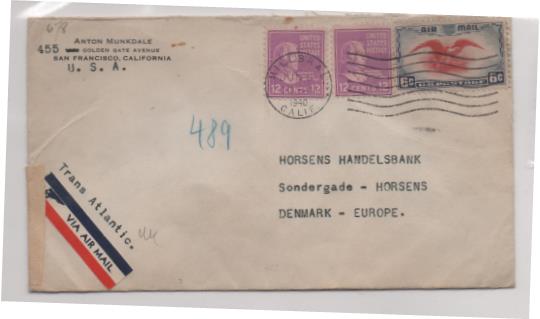 678
ANTON MUNKDALE
455 GOLDEN GATE AVENUE
SAN FRANCISCO, CALIFORNIA
U. S. A.
UNITED STATES POSTAGE
12 CENTS 12
UNITED STATES POSTAGE
12 CENTS 12
AIR MAIL
6¢ U.S. POSTAGE 6¢
1940
CALIF.
489
HORSENS HANDELSBANK
Sondergade - HORSENS
DENMARK - EUROPE.
Trans Atlantic.
VIA AIR MAIL